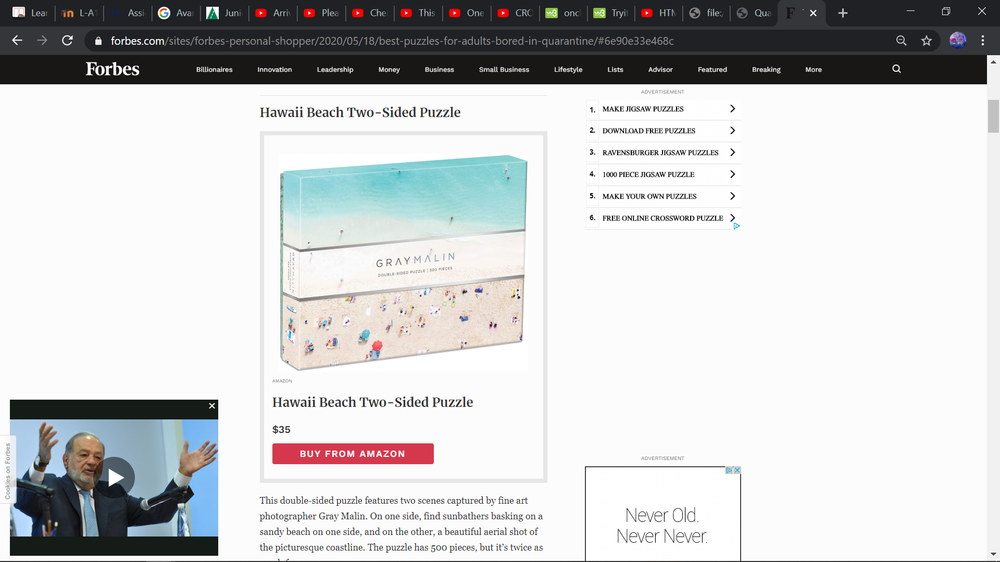 Lear
L-A1
Assi
Avar
Juni
Arriv
Plea
Che
This
One
CRO
oncl
Tryit
HTM
file:/
Qua
forbes.com/sites/forbes-personal-shopper/2020/05/18/best-puzzles-for-adults-bored-in-quarantine/#6e90e33e468c
Forbes
Billionaires
Innovation
Leadership
Money
Business
Small Business
Lifestyle
Lists
Advisor
Featured
Breaking
More
Hawaii Beach Two-Sided Puzzle
GRAYMALIN
DOUBLE-SIDED PUZZLE | 500 PIECES
GRAYMALIN
AMAZON
Hawaii Beach Two-Sided Puzzle
$35
BUY FROM AMAZON
This double-sided puzzle features two scenes captured by fine art
photographer Gray Malin. On one side, find sunbathers basking on a
sandy beach on one side, and on the other, a beautiful aerial shot of
the picturesque coastline. The puzzle has 500 pieces, but it's twice as
ADVERTISEMENT
1. MAKE JIGSAW PUZZLES
2. DOWNLOAD FREE PUZZLES
3. RAVENSBURGER JIGSAW PUZZLES
4. 1000 PIECE JIGSAW PUZZLE
5. MAKE YOUR OWN PUZZLES
6. FREE ONLINE CROSSWORD PUZZLE
ADVERTISEMENT
Never Old.
Never Never.
Cookies on Forbes